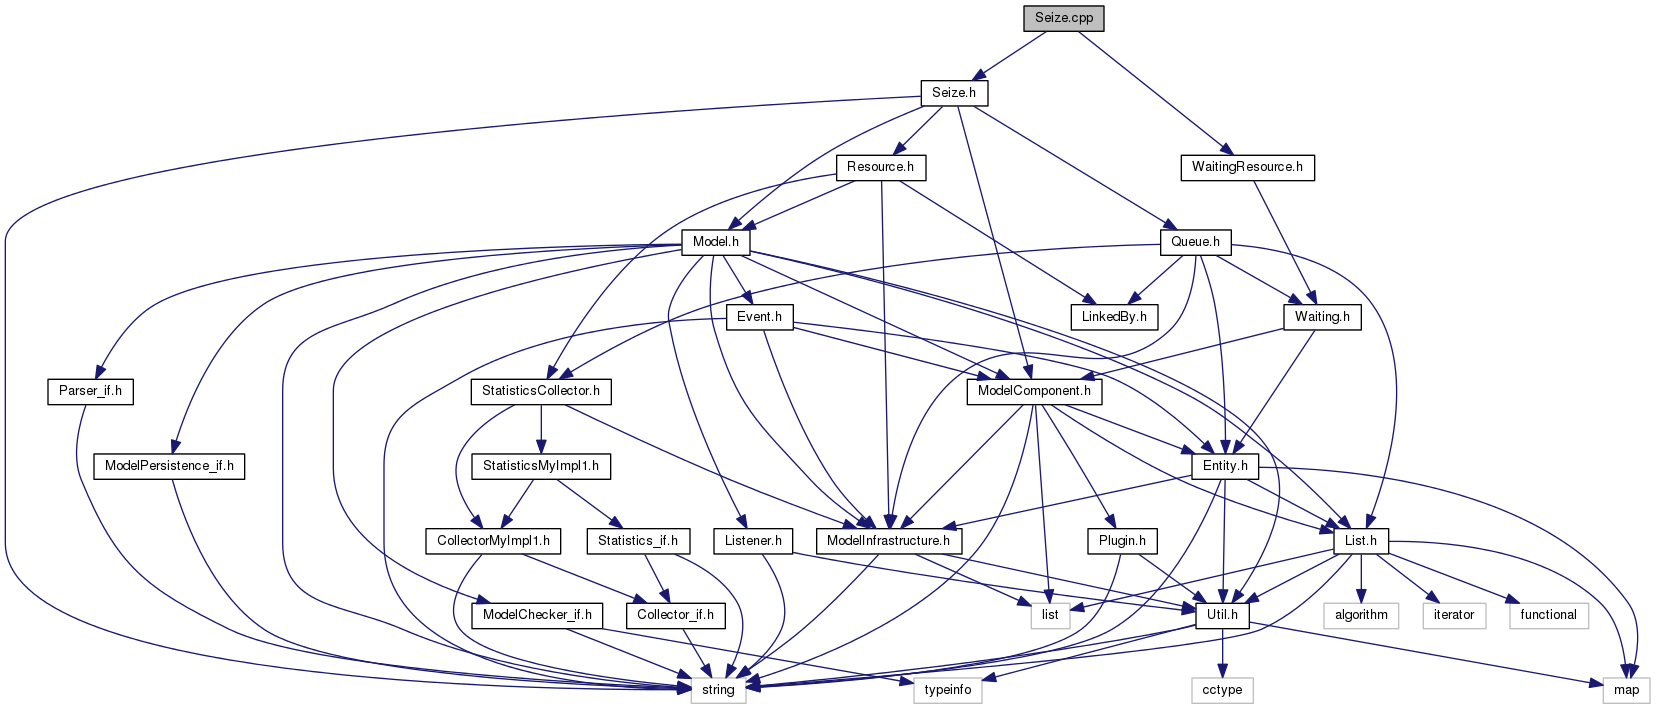 Seize.cpp
Seize.h
Resource.h
WaitingResource.h
Model.h
Queue.h
Event.h
LinkedBy.h
Waiting.h
Parser_if.h
StatisticsCollector.h
ModelComponent.h
ModelPersistence_if.h
StatisticsMyImpl1.h
Entity.h
CollectorMyImpl1.h
Statistics_if.h
Listener.h
ModelInfrastructure.h
Plugin.h
List.h
ModelChecker_if.h
Collector_if.h
list
Util.h
algorithm
iterator
functional
string
typeinfo
cctype
map